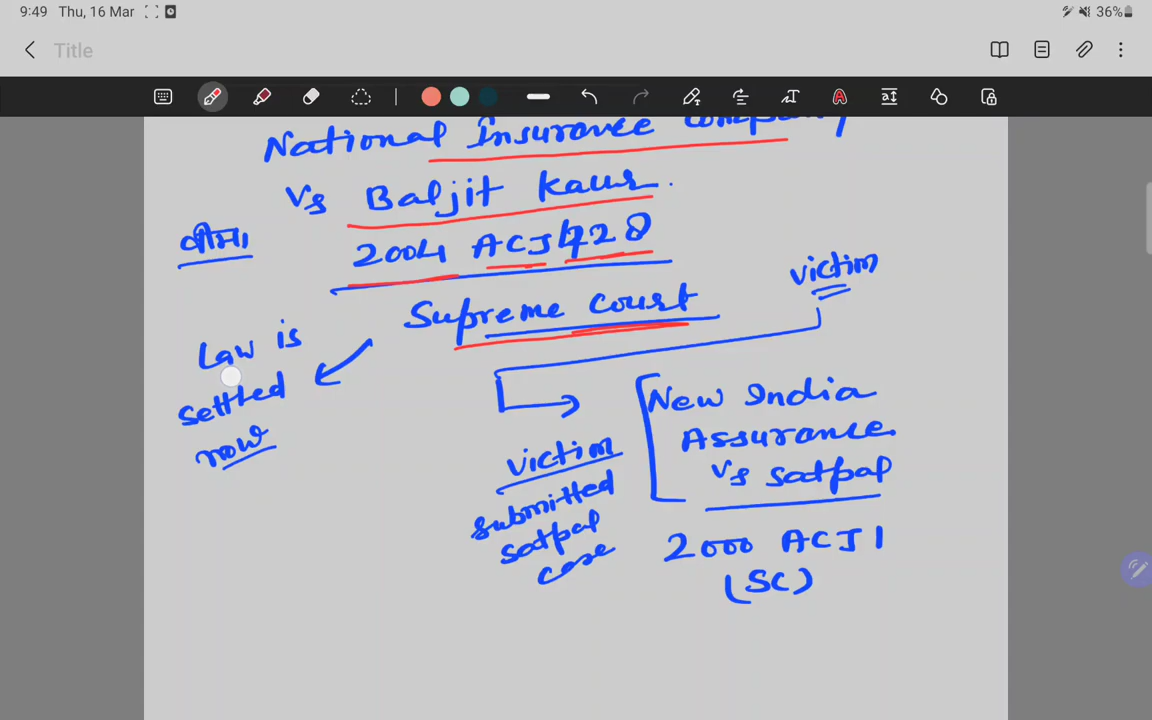 9:49 Thu, 16 Mar
36%
Title
National Insurance Company
Vs Baljit Kaur.
बीमा
2004 ACJ 428
victim
Supreme Court
Law is
settled
now
New India
Assurance.
Vs satpal
victim
submitted
satpal
case
2000 ACJ 1
(SC)